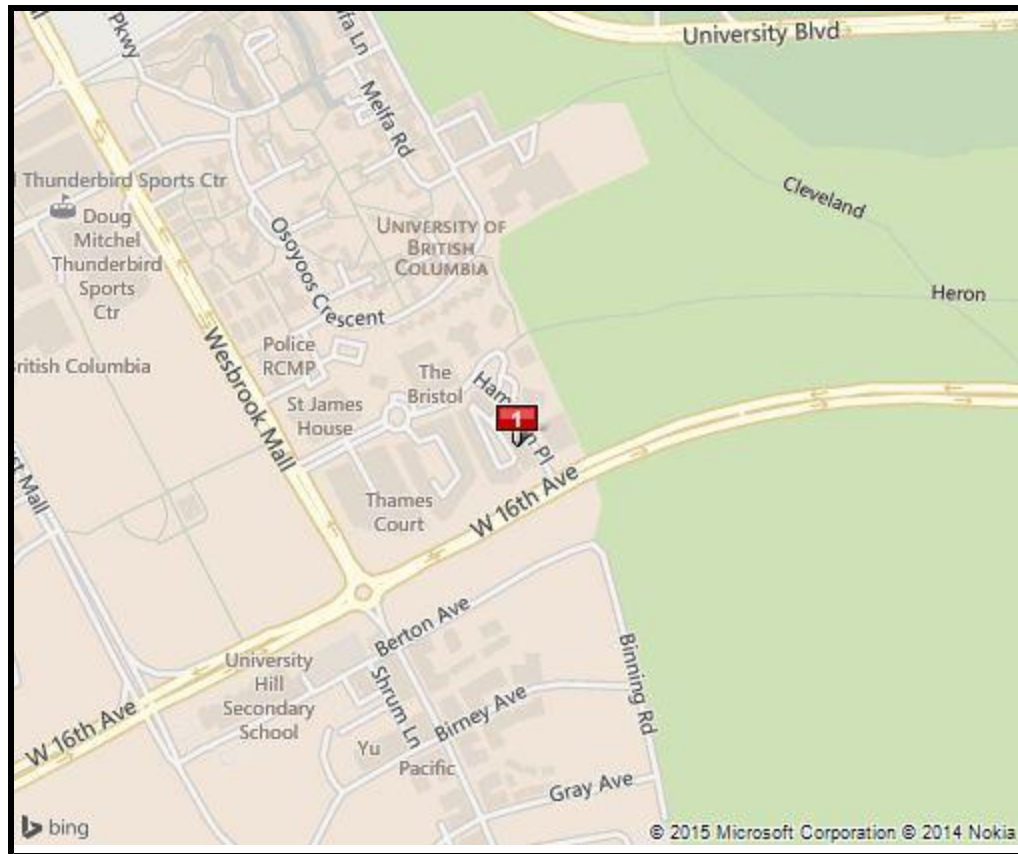 Pkwy
Melfa Rd
University Blvd
Thunderbird Sports Ctr
Doug
Mitchel
Thunderbird
Sports
Ctr
UNIVERSITY OF
BRITISH
COLUMBIA
Cleveland
Heron
Osoyoos Crescent
Police
RCMP
ritish Columbia
Wesbrook Mall
The
Bristol
St James
House
1
Pl
W 16th Ave
Thames
Court
Mall
Berton Ave
University
Hill
Secondary
School
Shrum Ln
Binning Rd
Birney Ave
W 16th Ave
Yu
Pacific
Gray Ave
bing
© 2015 Microsoft Corporation © 2014 Nokia